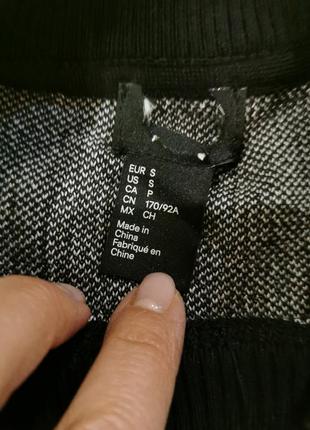 EUR S
US S
CA P
CN 170/92A
MX CH
Made in
China
Fabriqué en
Chine